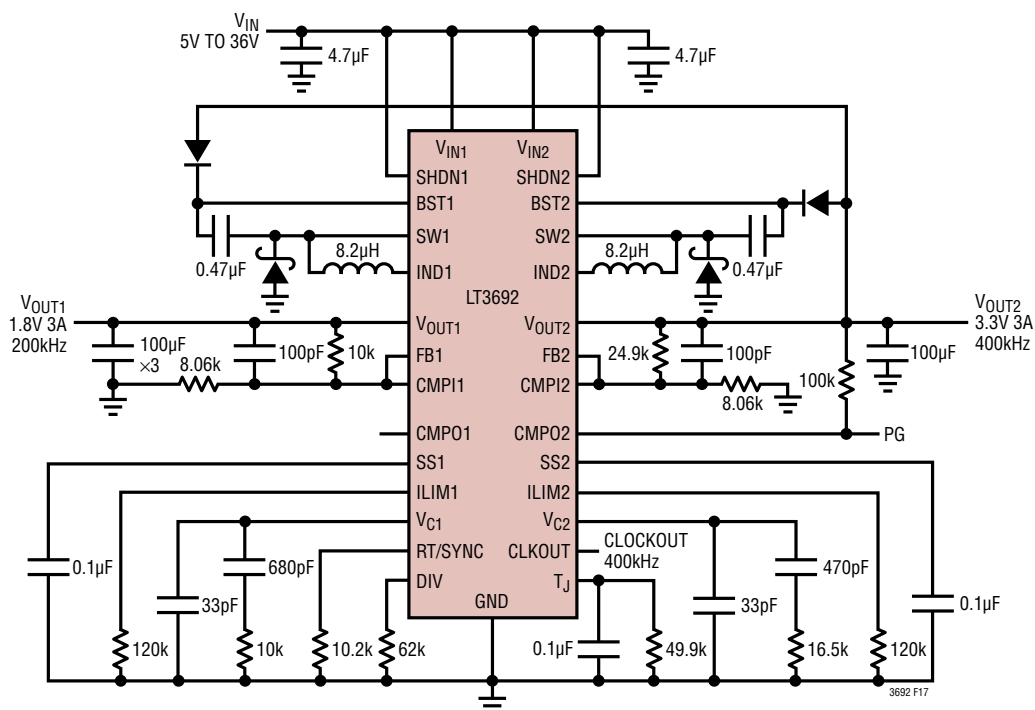 VIN
5V TO 36V
4.7µF
4.7µF
VIN1
VIN2
SHDN1
SHDN2
BST1
BST2
SW1
SW2
0.47µF
8.2µH
8.2µH
0.47µF
IND1
IND2
LT3692
VOUT1
1.8V 3A
200kHz
VOUT1
VOUT2
VOUT2
3.3V 3A
400kHz
100µF
×3
8.06k
100pF
10k
FB1
FB2
24.9k
100pF
100µF
CMPI1
CMPI2
8.06k
100k
CMPO1
CMPO2
PG
SS1
SS2
ILIM1
ILIM2
VC1
VC2
RT/SYNC
CLKOUT
CLOCKOUT
400kHz
DIV
TJ
GND
0.1µF
33pF
680pF
120k
10k
10.2k
62k
0.1µF
49.9k
33pF
470pF
16.5k
120k
0.1µF
3692 F17